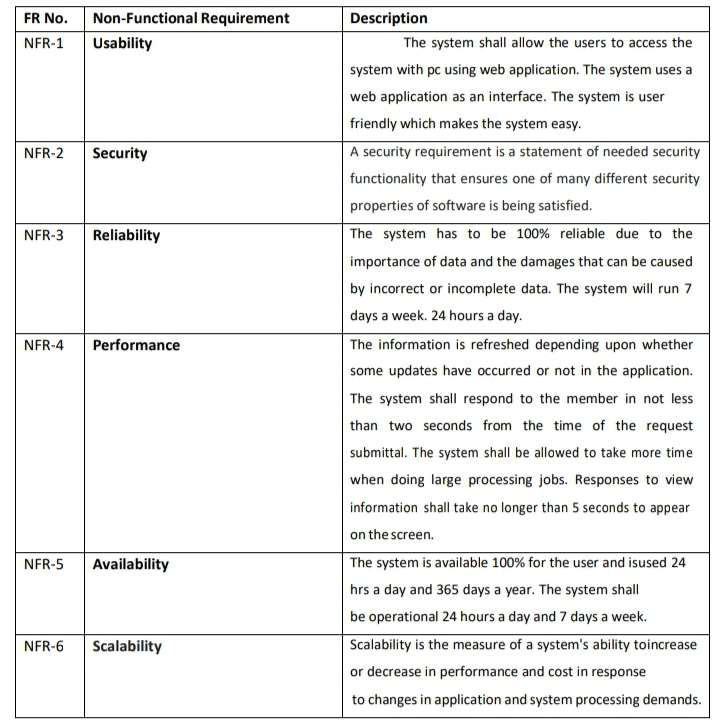 FR No. Non-Functional Requirement Description
NFR-1 Usability The system shall allow the users to access the
system with pc using web application. The system uses a
web application as an interface. The system is user
friendly which makes the system easy.
NFR-2 Security A security requirement is a statement of needed security
functionality that ensures one of many different security
properties of software is being satisfied.
NFR-3 Reliability The system has to be 100% reliable due to the
importance of data and the damages that can be caused
by incorrect or incomplete data. The system will run 7
days a week. 24 hours a day.
NFR-4 Performance The information is refreshed depending upon whether
some updates have occurred or not in the application.
The system shall respond to the member in not less
than two seconds from the time of the request
submittal. The system shall be allowed to take more time
when doing large processing jobs. Responses to view
information shall take no longer than 5 seconds to appear
on the screen.
NFR-5 Availability The system is available 100% for the user and isused 24
hrs a day and 365 days a year. The system shall
be operational 24 hours a day and 7 days a week.
NFR-6 Scalability Scalability is the measure of a system's ability toincrease
or decrease in performance and cost in response
to changes in application and system processing demands.